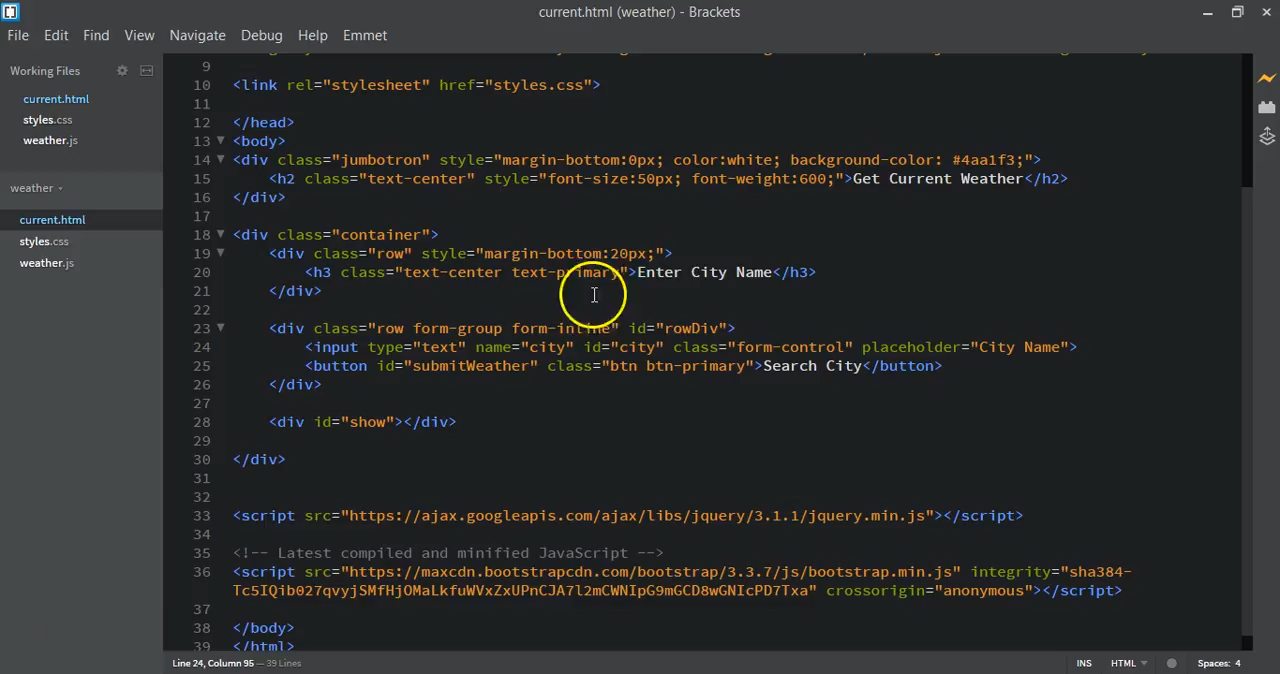 current.html (weather) - Brackets
File Edit Find View Navigate Debug Help Emmet
Working Files
current.html
styles.css
weather.js
weather
current.html
styles.css
weather.js
9
10 <link rel="stylesheet" href="styles.css">
11
12 </head>
13 <body>
14 <div class="jumbotron" style="margin-bottom:0px; color:white; background-color: #4aa1f3;">
15 <h2 class="text-center" style="font-size:50px; font-weight:600;">Get Current Weather</h2>
16 </div>
17
18 <div class="container">
19 <div class="row" style="margin-bottom:20px;">
20 <h3 class="text-center text-primary">Enter City Name</h3>
21 </div>
22
23 <div class="row form-group form-inline" id="rowDiv">
24 <input type="text" name="city" id="city" class="form-control" placeholder="City Name">
25 <button id="submitWeather" class="btn btn-primary">Search City</button>
26 </div>
27
28 <div id="show"></div>
29
30 </div>
31
32
33 <script src="https://ajax.googleapis.com/ajax/libs/jquery/3.1.1/jquery.min.js"></script>
34
35 <!-- Latest compiled and minified JavaScript -->
36 <script src="https://maxcdn.bootstrapcdn.com/bootstrap/3.3.7/js/bootstrap.min.js" integrity="sha384-
Tc5IQib027qvyjSMfHjOMaLkfuWVxZxUPnCJA7l2mCWNIpG9mGCD8wGNIcPD7Txa" crossorigin="anonymous"></script>
37
38 </body>
39 </html>
Line 24, Column 95 — 39 Lines
INS HTML Spaces: 4